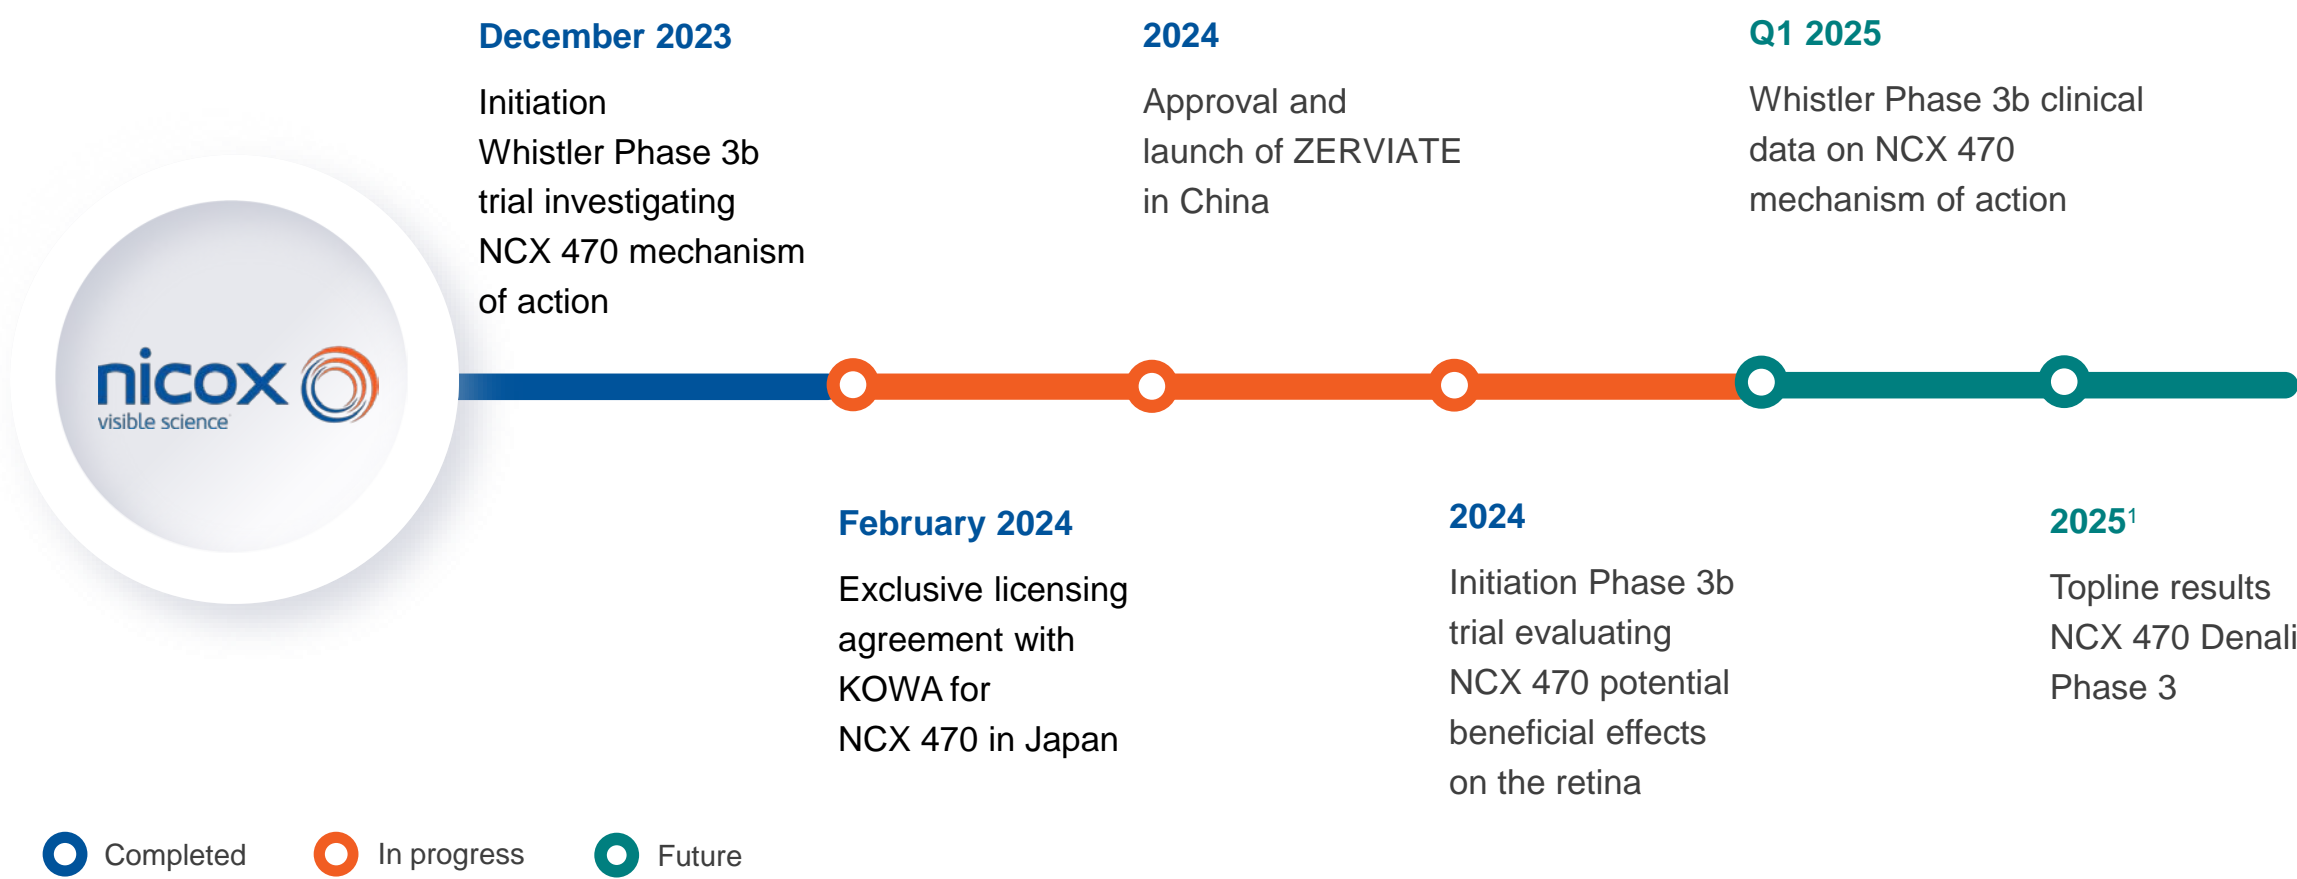 December 2023
Initiation
Whistler Phase 3b
trial investigating
NCX 470 mechanism
of action
2024
Approval and
launch of ZERVIATE
in China
Q1 2025
Whistler Phase 3b clinical
data on NCX 470
mechanism of action
nicox
visible science
February 2024
Exclusive licensing
agreement with
KOWA for
NCX 470 in Japan
2024
Initiation Phase 3b
trial evaluating
NCX 470 potential
beneficial effects
on the retina
2025¹
Topline results
NCX 470 Denali
Phase 3
Completed
In progress
Future